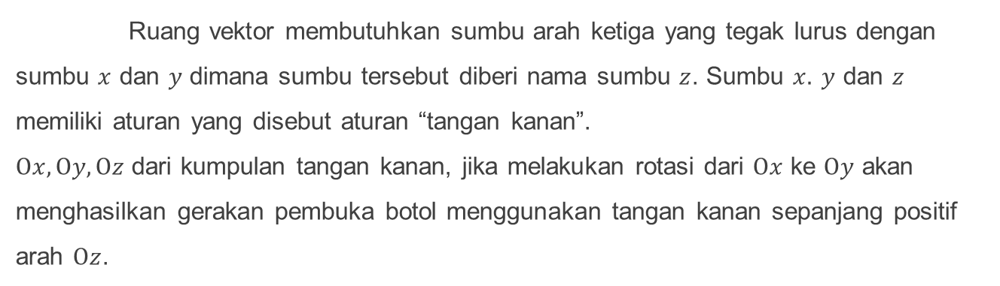 Ruang vektor membutuhkan sumbu arah ketiga yang tegak lurus dengan
sumbu x dan y dimana sumbu tersebut diberi nama sumbu z. Sumbu x. y dan z
memiliki aturan yang disebut aturan “tangan kanan”.
0x, 0y, 0z dari kumpulan tangan kanan, jika melakukan rotasi dari 0x ke 0y akan
menghasilkan gerakan pembuka botol menggunakan tangan kanan sepanjang positif
arah 0z.